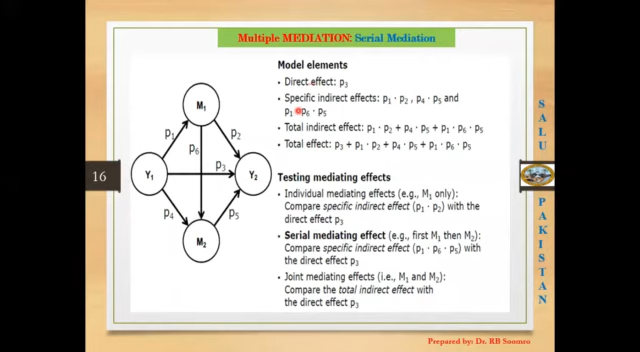 Multiple MEDIATION: Serial Mediation
Model elements
• Direct effect: p₃
• Specific indirect effects: p₁ · p₂ , p₄ · p₅ and
p₁ · p₆ · p₅
• Total indirect effect: p₁ · p₂ + p₄ · p₅ + p₁ · p₆ · p₅
• Total effect: p₃ + p₁ · p₂ + p₄ · p₅ + p₁ · p₆ · p₅
Testing mediating effects
• Individual mediating effects (e.g., M₁ only):
Compare specific indirect effect (p₁ · p₂) with the
direct effect p₃
• Serial mediating effect (e.g., first M₁ then M₂):
Compare specific indirect effect (p₁ · p₆ · p₅) with
the direct effect p₃
• Joint mediating effects (i.e., M₁ and M₂):
Compare the total indirect effect with
the direct effect p₃
M₁
p₁
p₂
p₆
p₃
Y₁
Y₂
p₄
p₅
M₂
16
SALU
PAKISTAN
Prepared by: Dr. RB Soomro